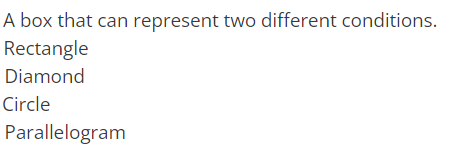 A box that can represent two different conditions.
Rectangle
Diamond
Circle
Parallelogram